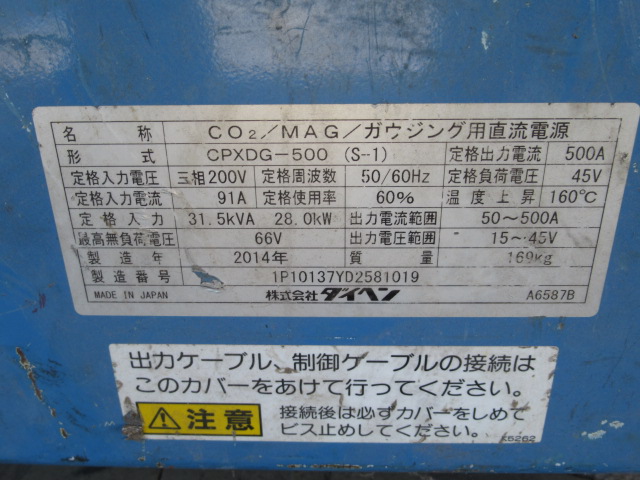 名称 CO₂/MAG/ガウジング用直流電源
形式 CPXDG-500 (S-1) 定格出力電流 500A
定格入力電圧 三相200V 定格周波数 50/60Hz 定格負荷電圧 45V
定格入力電流 91A 定格使用率 60% 温度上昇 160℃
定格入力 31.5kVA 28.0kW 出力電流範囲 50～500A
最高無負荷電圧 66V 出力電圧範囲 15～45V
製造年 2014年 質量 169kg
製造番号 1P10137YD2581019
MADE IN JAPAN 株式会社ダイヘン A6587B
出力ケーブル、制御ケーブルの接続は
このカバーをあけて行ってください。
注意 接続後は必ずカバーをしめて
ビス止めしてください。 K5262